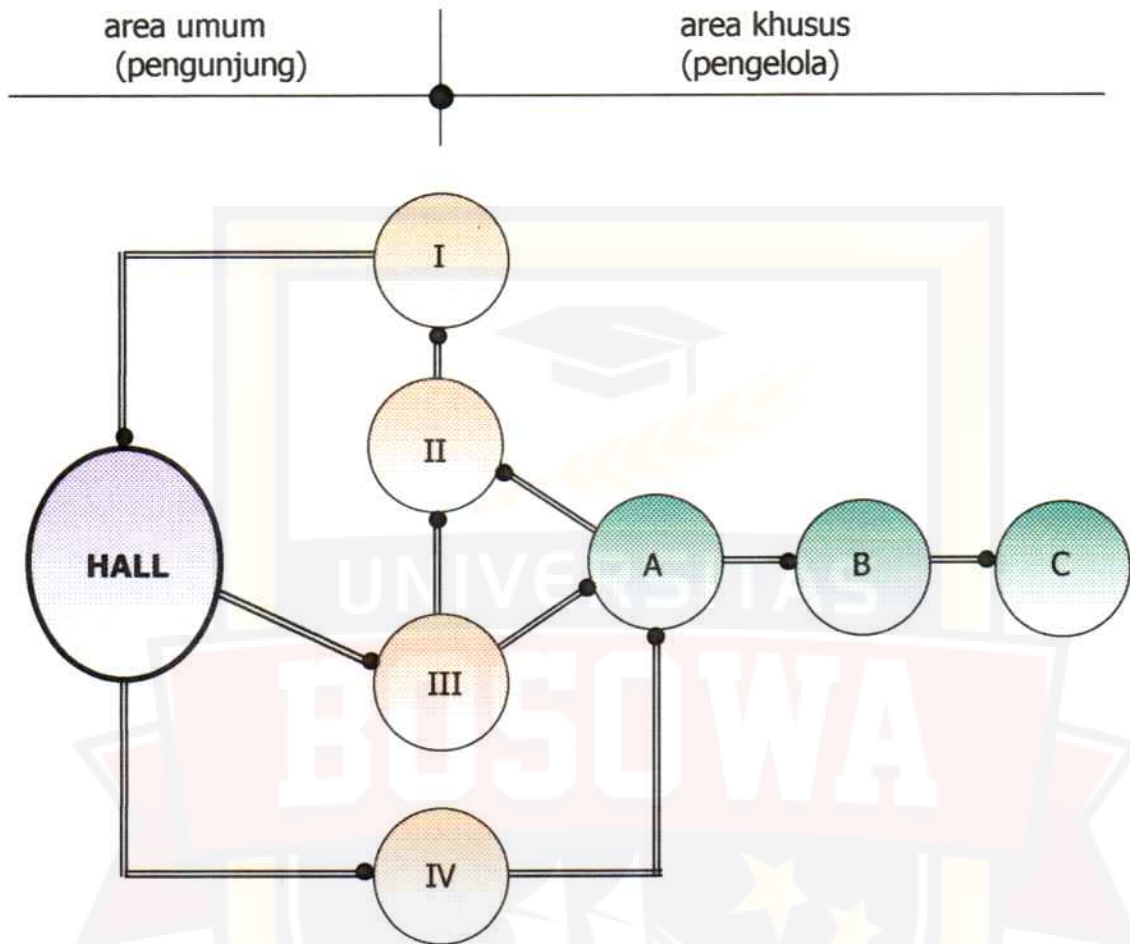 area umum
(pengunjung)
area khusus
(pengelola)
I
II
HALL
A
B
C
III
IV
UNIVERSITAS
BOSOWA